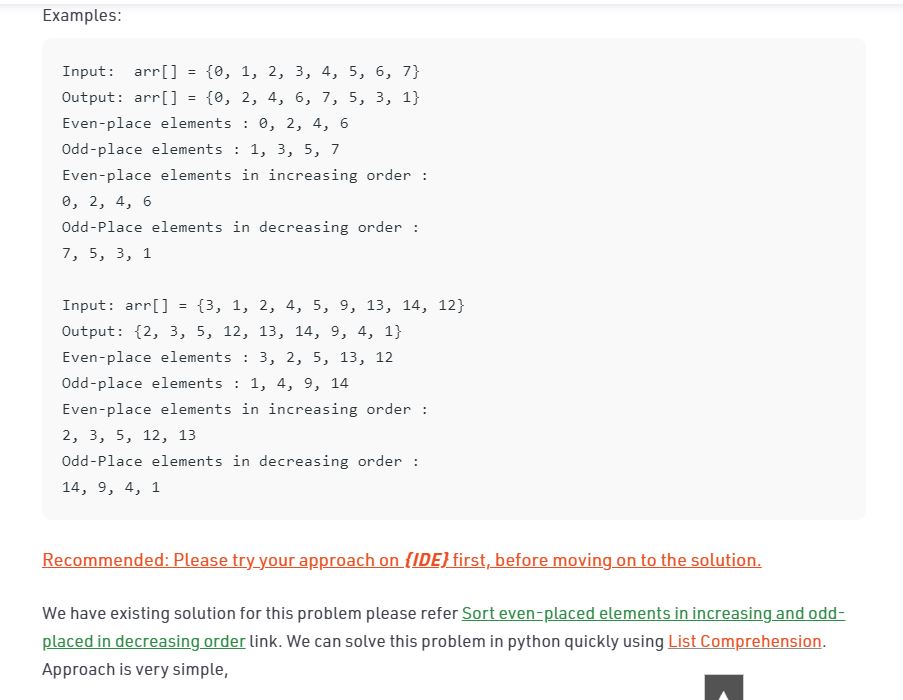 Examples:
Input:  arr[] = {0, 1, 2, 3, 4, 5, 6, 7}
Output: arr[] = {0, 2, 4, 6, 7, 5, 3, 1}
Even-place elements : 0, 2, 4, 6
Odd-place elements : 1, 3, 5, 7
Even-place elements in increasing order :
0, 2, 4, 6
Odd-Place elements in decreasing order :
7, 5, 3, 1
Input: arr[] = {3, 1, 2, 4, 5, 9, 13, 14, 12}
Output: {2, 3, 5, 12, 13, 14, 9, 4, 1}
Even-place elements : 3, 2, 5, 13, 12
Odd-place elements : 1, 4, 9, 14
Even-place elements in increasing order :
2, 3, 5, 12, 13
Odd-Place elements in decreasing order :
14, 9, 4, 1
Recommended: Please try your approach on {IDE} first, before moving on to the solution.
We have existing solution for this problem please refer Sort even-placed elements in increasing and odd-
placed in decreasing order link. We can solve this problem in python quickly using List Comprehension.
Approach is very simple,